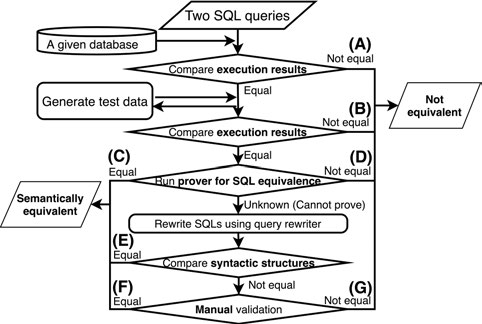 Two SQL queries
A given database
(A)
Compare execution results
Not equal
Equal
Generate test data
(B)
Not equal
Not
equivalent
Compare execution results
(C)
Equal
(D)
Equal
Not equal
Run prover for SQL equivalence
Semantically
equivalent
Unknown (Cannot prove)
Rewrite SQLs using query rewriter
(E)
Equal
Compare syntactic structures
(F)
Not equal
(G)
Equal
Not equal
Manual validation